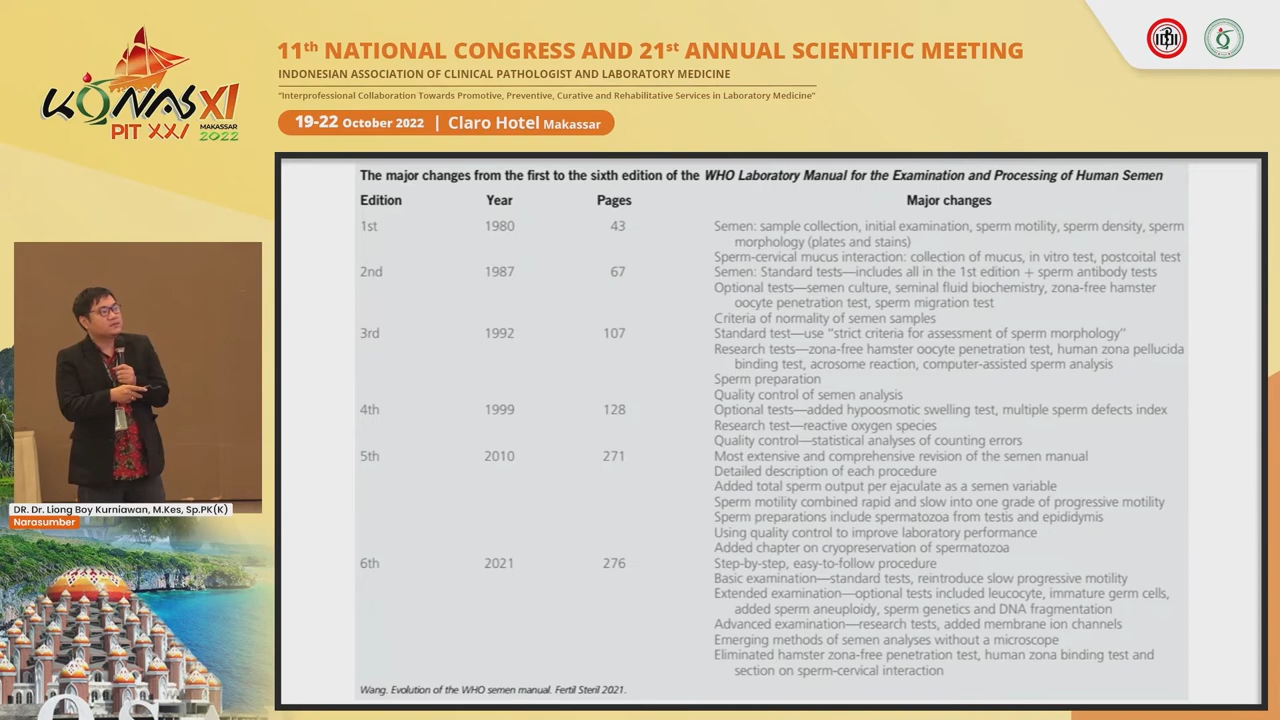 KONAS XI
PIT XXI
MAKASSAR
2022
11th NATIONAL CONGRESS AND 21st ANNUAL SCIENTIFIC MEETING
INDONESIAN ASSOCIATION OF CLINICAL PATHOLOGIST AND LABORATORY MEDICINE
"Interprofessional Collaboration Towards Promotive, Preventive, Curative and Rehabilitative Services in Laboratory Medicine"
19-22 October 2022 | Claro Hotel Makassar
IDI
The major changes from the first to the sixth edition of the WHO Laboratory Manual for the Examination and Processing of Human Semen
Edition Year Pages Major changes
1st 1980 43 Semen: sample collection, initial examination, sperm motility, sperm density, sperm
morphology (plates and stains)
Sperm-cervical mucus interaction: collection of mucus, in vitro test, postcoital test
2nd 1987 67 Semen: Standard tests—includes all in the 1st edition + sperm antibody tests
Optional tests—semen culture, seminal fluid biochemistry, zona-free hamster
oocyte penetration test, sperm migration test
Criteria of normality of semen samples
3rd 1992 107 Standard test—use "strict criteria for assessment of sperm morphology"
Research tests—zona-free hamster oocyte penetration test, human zona pellucida
binding test, acrosome reaction, computer-assisted sperm analysis
Sperm preparation
Quality control of semen analysis
4th 1999 128 Optional tests—added hypoosmotic swelling test, multiple sperm defects index
Research test—reactive oxygen species
Quality control—statistical analyses of counting errors
5th 2010 271 Most extensive and comprehensive revision of the semen manual
Detailed description of each procedure
Added total sperm output per ejaculate as a semen variable
Sperm motility combined rapid and slow into one grade of progressive motility
Sperm preparations include spermatozoa from testis and epididymis
Using quality control to improve laboratory performance
Added chapter on cryopreservation of spermatozoa
6th 2021 276 Step-by-step, easy-to-follow procedure
Basic examination—standard tests, reintroduce slow progressive motility
Extended examination—optional tests included leucocyte, immature germ cells,
added sperm aneuploidy, sperm genetics and DNA fragmentation
Advanced examination—research tests, added membrane ion channels
Emerging methods of semen analyses without a microscope
Eliminated hamster zona-free penetration test, human zona binding test and
section on sperm-cervical interaction
Wang. Evolution of the WHO semen manual. Fertil Steril 2021.
DR. Dr. Liong Boy Kurniawan, M.Kes, Sp.PK(K)
Narasumber